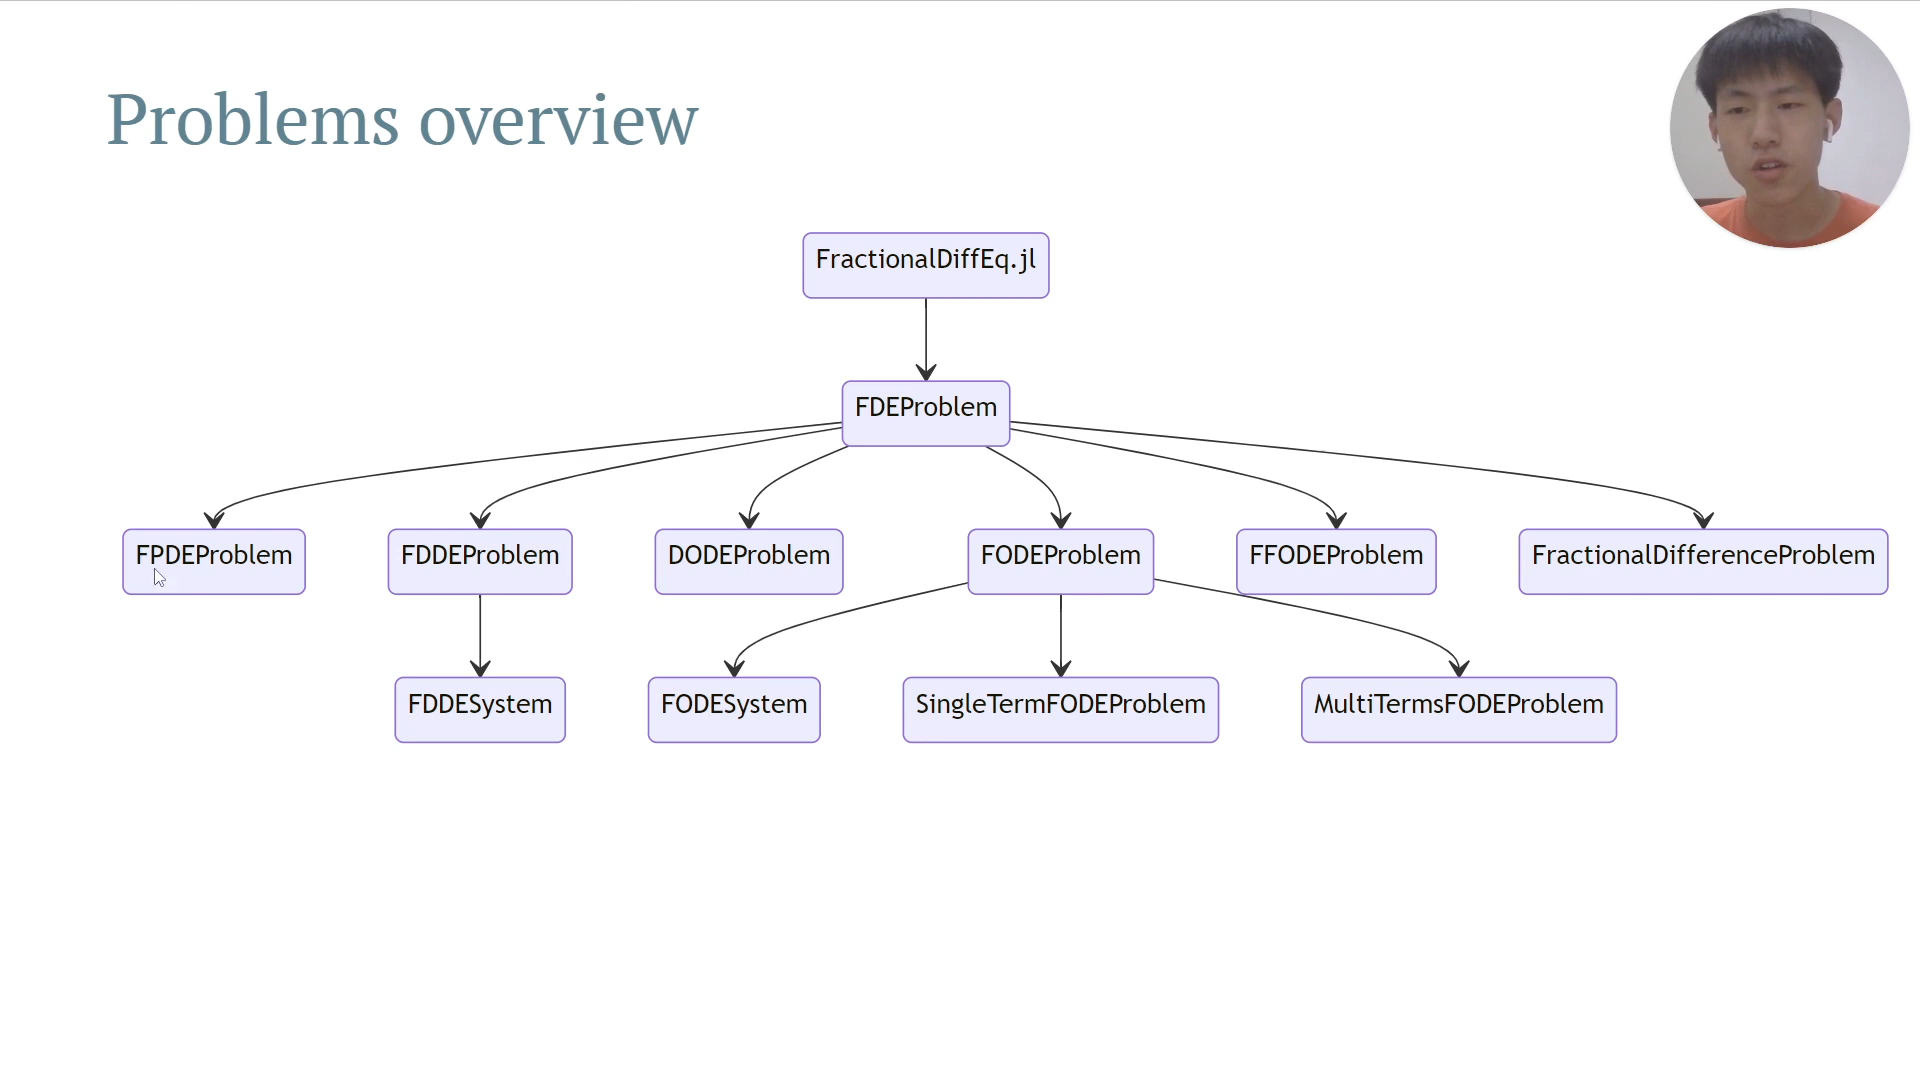 Problems overview
FractionalDiffEq.jl
FDEProblem
FPDEProblem
FDDEProblem
DODEProblem
FODEProblem
FFODEProblem
FractionalDifferenceProblem
FDDESystem
FODESystem
SingleTermFODEProblem
MultiTermsFODEProblem